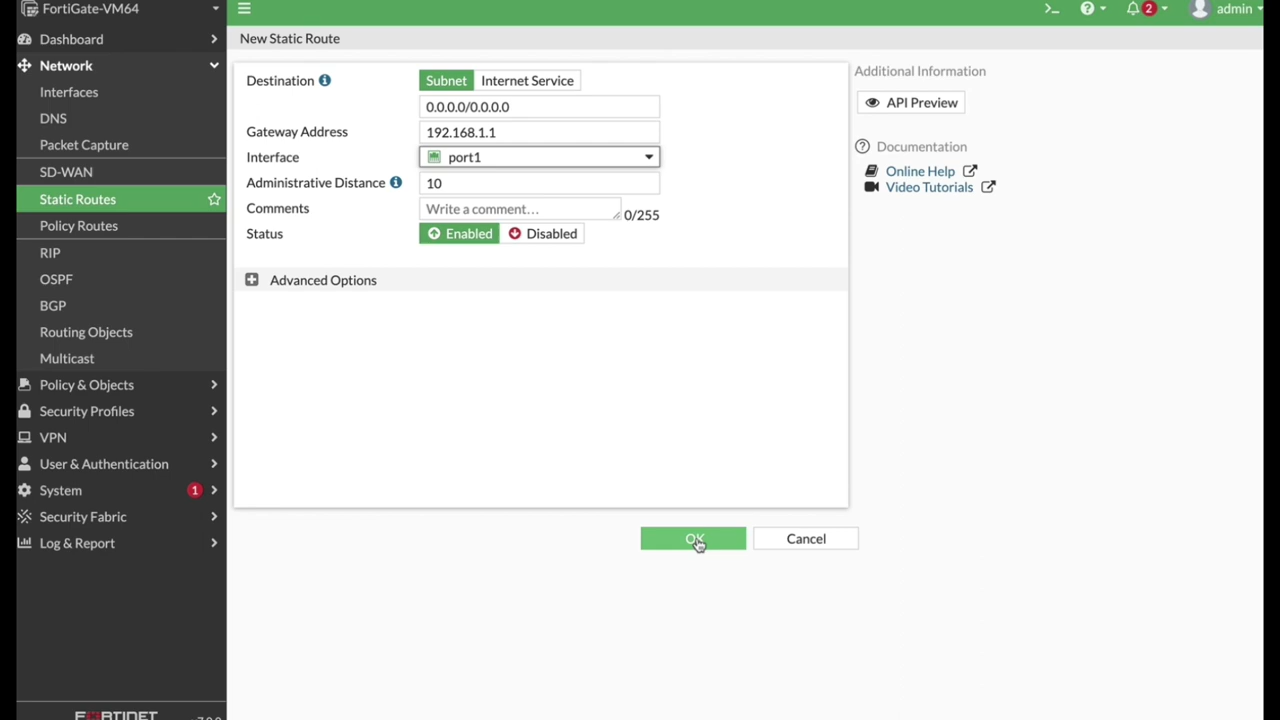 FortiGate-VM64
admin
2
Dashboard
Network
Interfaces
DNS
Packet Capture
SD-WAN
Static Routes
Policy Routes
RIP
OSPF
BGP
Routing Objects
Multicast
Policy & Objects
Security Profiles
VPN
User & Authentication
System 1
Security Fabric
Log & Report
FORTINET
New Static Route
Destination
Subnet Internet Service
0.0.0.0/0.0.0.0
Gateway Address 192.168.1.1
Interface port1
Administrative Distance 10
Comments Write a comment... 0/255
Status Enabled Disabled
Advanced Options
OK Cancel
Additional Information
API Preview
Documentation
Online Help
Video Tutorials